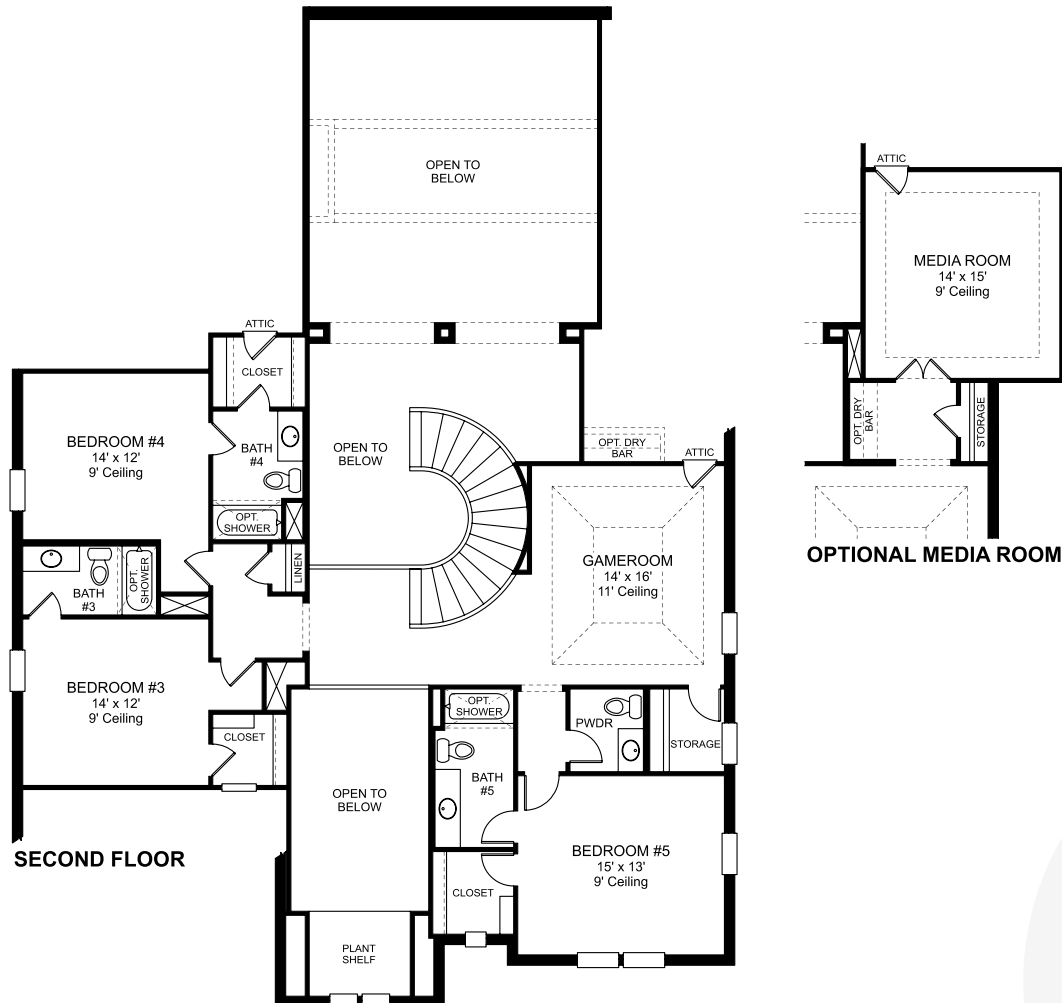 OPEN TO
BELOW
ATTIC
MEDIA ROOM
14' x 15'
9' Ceiling
ATTIC
CLOSET
OPT. DRY
BAR
STORAGE
BEDROOM #4
14' x 12'
9' Ceiling
BATH
#4
OPEN TO
BELOW
OPT. DRY
BAR
ATTIC
OPT.
SHOWER
OPTIONAL MEDIA ROOM
LINEN
GAMEROOM
14' x 16'
11' Ceiling
OPT.
SHOWER
BATH
#3
BEDROOM #3
14' x 12'
9' Ceiling
OPT.
SHOWER
PWDR
CLOSET
STORAGE
BATH
#5
OPEN TO
BELOW
SECOND FLOOR
BEDROOM #5
15' x 13'
9' Ceiling
CLOSET
PLANT
SHELF